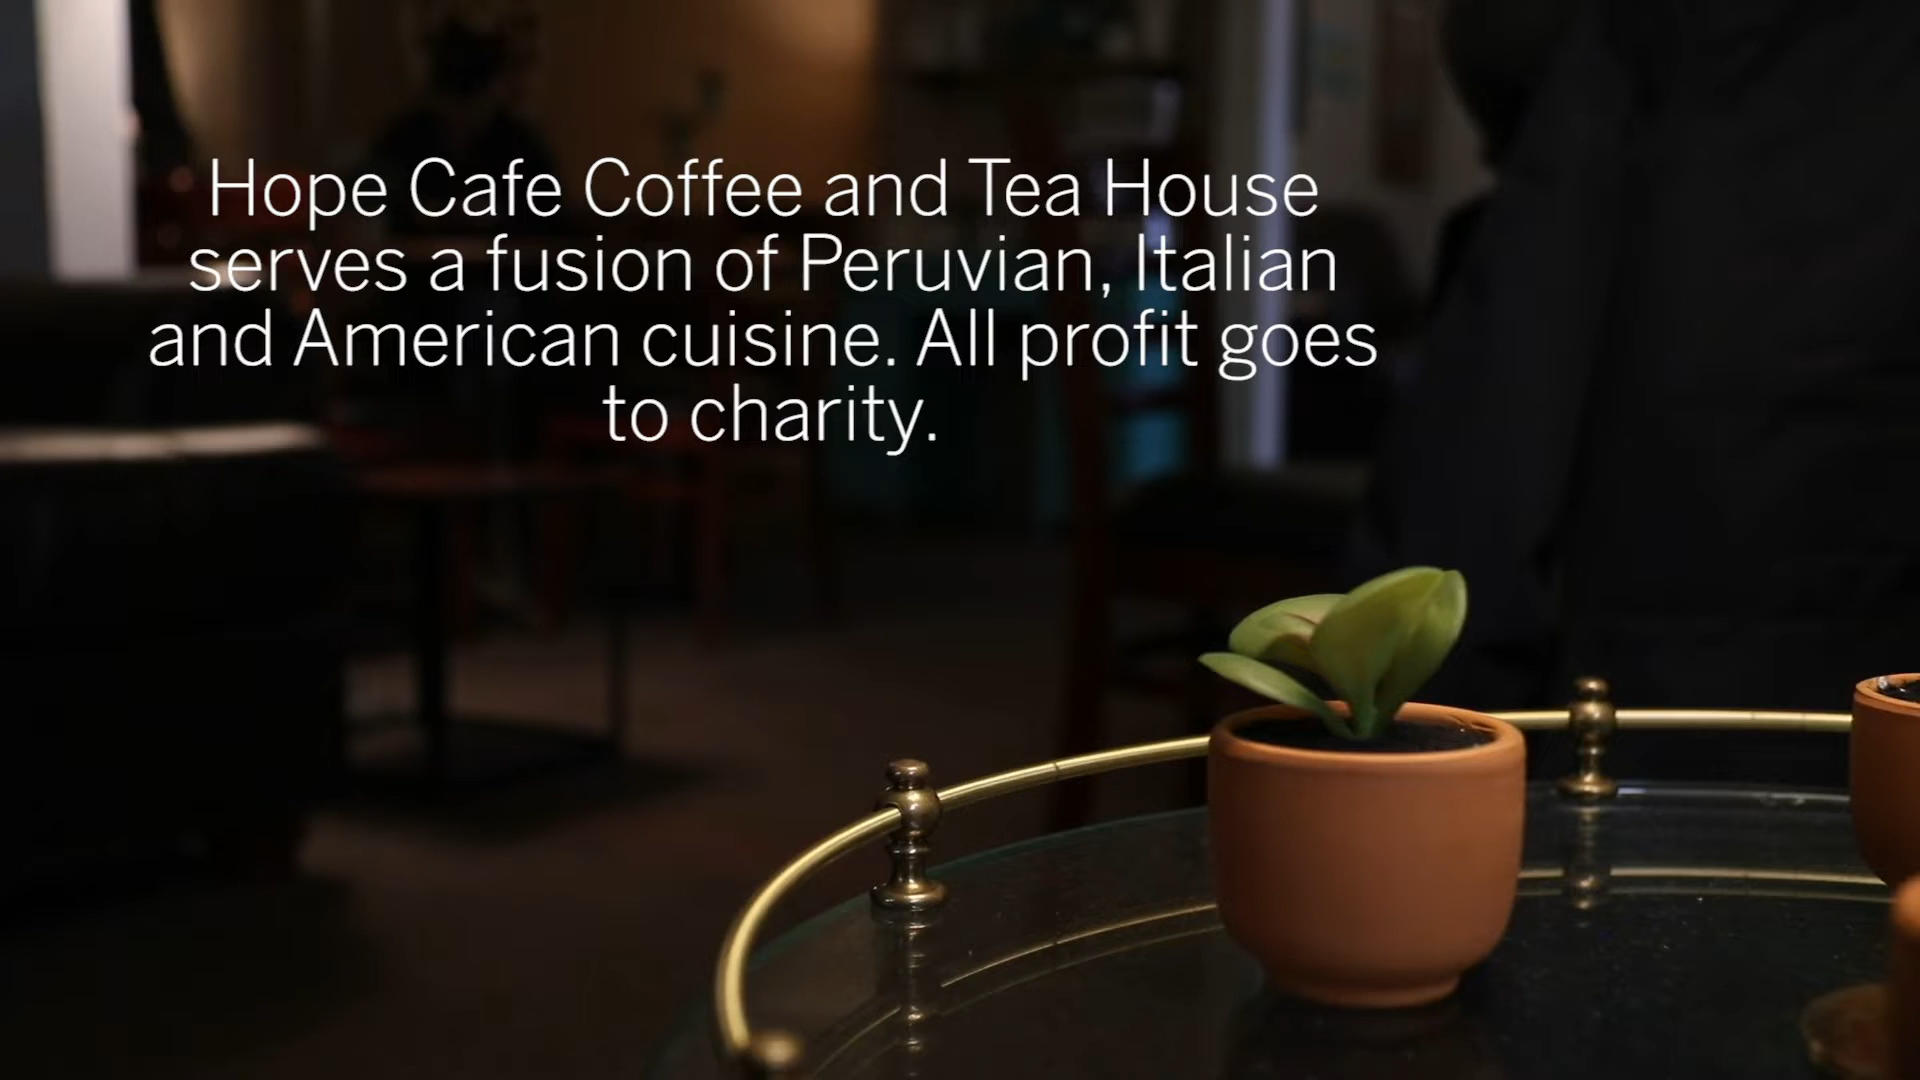 Hope Cafe Coffee and Tea House
serves a fusion of Peruvian, Italian
and American cuisine. All profit goes
to charity.